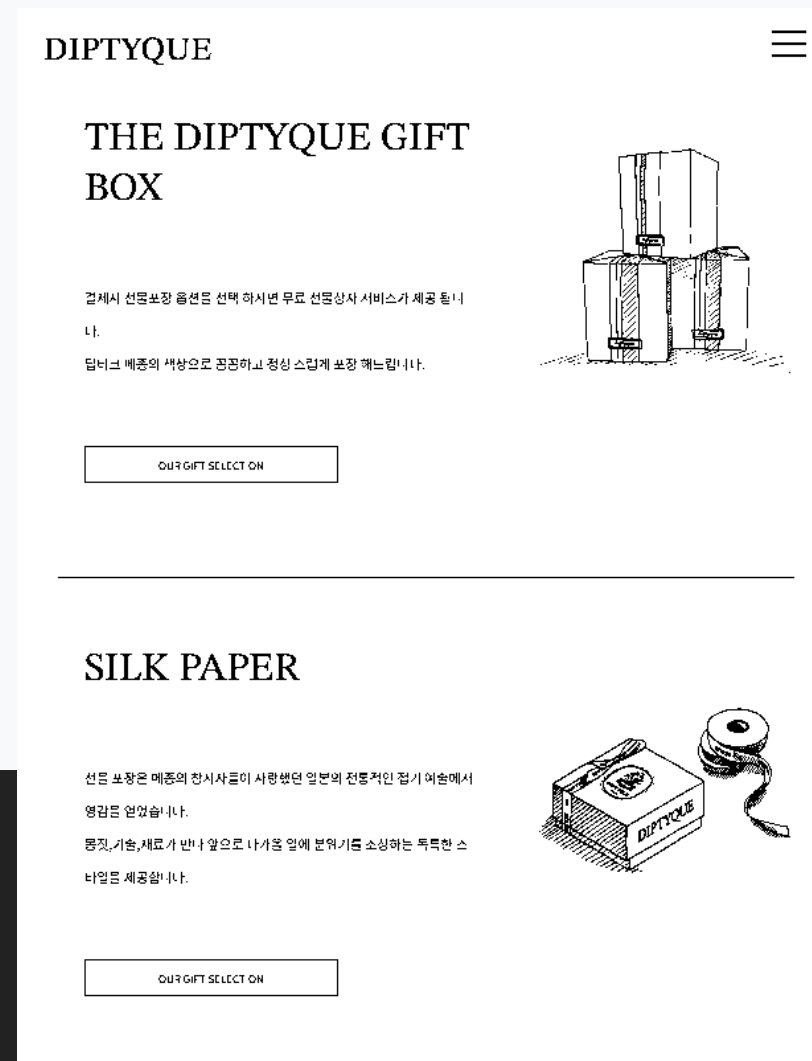 DIPTYQUE
THE DIPTYQUE GIFT
BOX
결제시 선물포장 옵션을 선택 하시면 무료 선물상자 서비스가 제공 됩니
다.
딥티크 메종의 색상으로 꼼꼼하고 정성 스럽게 포장 해드립니다.
OUR GIFT SELECTION
SILK PAPER
선물 포장은 메종의 창시자들이 사랑했던 일본의 전통적인 접기 예술에서
영감을 얻었습니다.
몸짓,기술,재료가 만나 앞으로 다가올 일에 분위기를 조성하는 독특한 스
타일을 제공합니다.
DIPTYQUE
OUR GIFT SELECTION